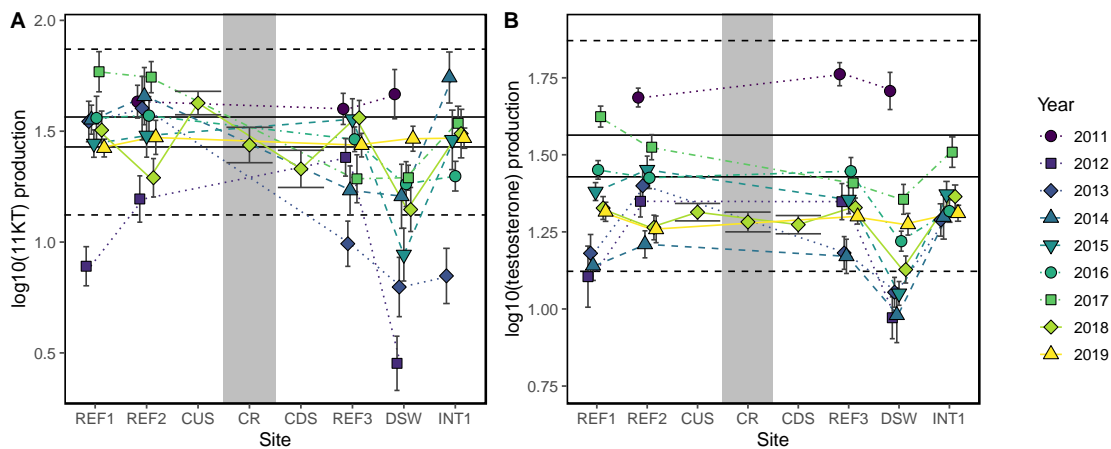 A
log10(11KT) production
2.0
1.5
1.0
0.5
REF1 REF2 CUS CR CDS REF3 DSW INT1
Site
B
log10(testosterone) production
1.75
1.50
1.25
1.00
0.75
REF1 REF2 CUS CR CDS REF3 DSW INT1
Site
Year
2011
2012
2013
2014
2015
2016
2017
2018
2019